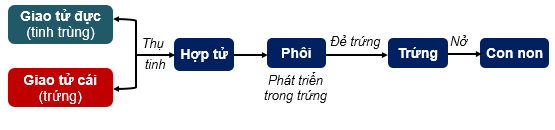 Giao tử đực
(tinh trùng)
Giao tử cái
(trứng)
Thụ
tinh
Hợp tử
Phôi
Phát triển
trong trứng
Đẻ trứng
Trứng
Nở
Con non